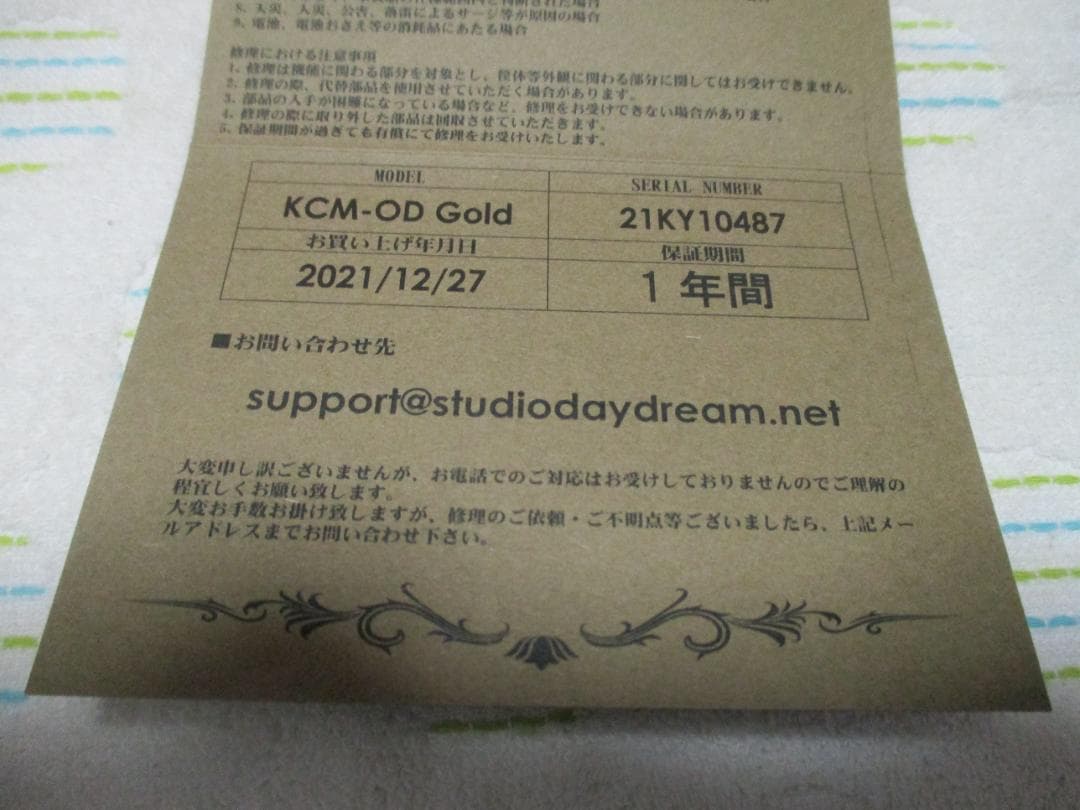 8. 天災、人災、公害、落雷によるサージ等が原因の場合
9. 電池、電池おさえ等の消耗品にあたる場合
修理における注意事項
1. 修理は機能に関わる部分を対象とし、筐体等外観に関わる部分に関してはお受けできません。
2. 修理の際、代替部品を使用させていただく場合があります。
3. 部品の入手が困難になっている場合など、修理をお受けできない場合があります。
4. 修理の際に取り外した部品は回収させていただきます。
5. 保証期間が過ぎても有償にて修理をお受けいたします。
MODEL
SERIAL NUMBER
KCM-OD Gold
21KY10487
お買い上げ年月日
保証期間
2021/12/27
1 年間
■お問い合わせ先
support@studiodaydream.net
大変申し訳ございませんが、お電話でのご対応はお受けしておりませんのでご理解の
程宜しくお願い致します。
大変お手数お掛け致しますが、修理のご依頼・ご不明点等ございましたら、上記メー
ルアドレスまでお問い合わせ下さい。